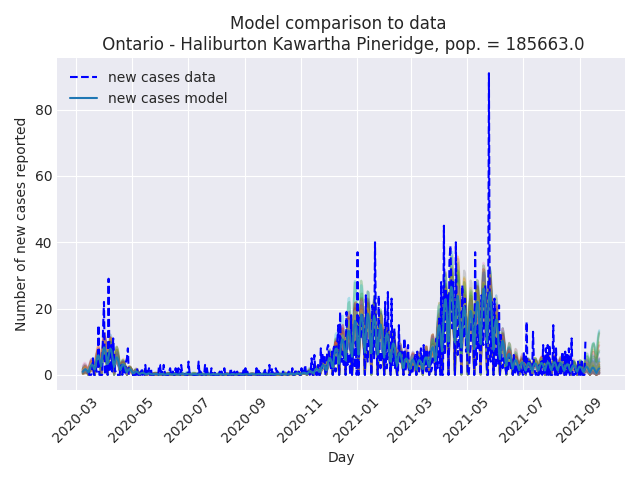 Model comparison to data
Ontario - Haliburton Kawartha Pineridge, pop. = 185663.0
new cases data
new cases model
Number of new cases reported
80
60
40
20
0
2020-03
2020-05
2020-07
2020-09
2020-11
2021-01
2021-03
2021-05
2021-07
2021-09
Day